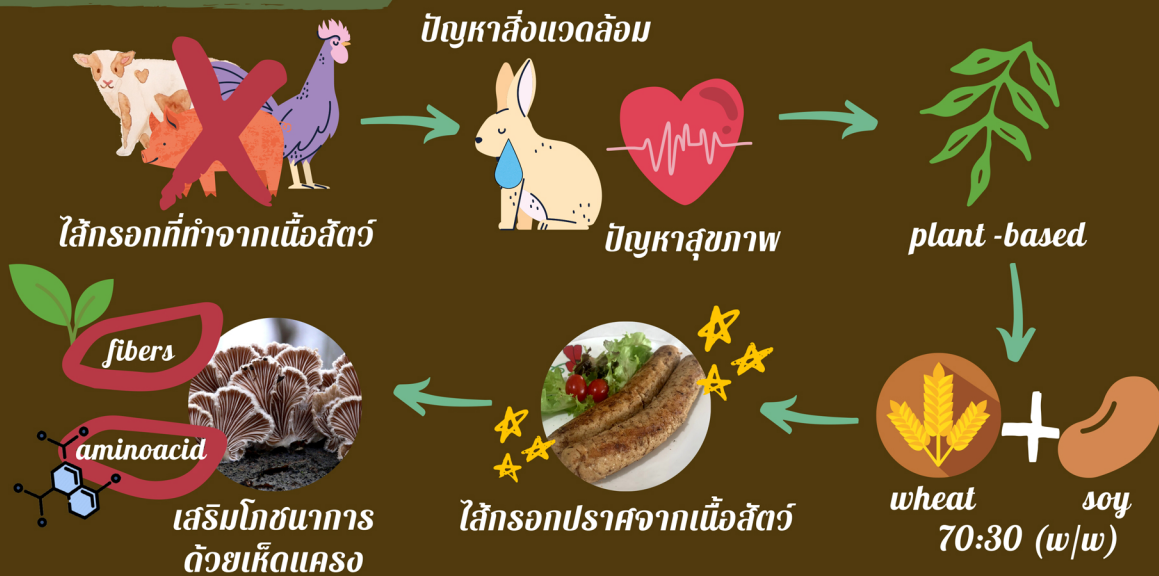 ปัญหาสิ่งแวดล้อม
ไส้กรอกที่ทำจากเนื้อสัตว์
ปัญหาสุขภาพ
plant -based
wheat
soy
70:30 (w/w)
ไส้กรอกปราศจากเนื้อสัตว์
fibers
aminoacid
เสริมโภชนาการ
ด้วยเห็ดแครง